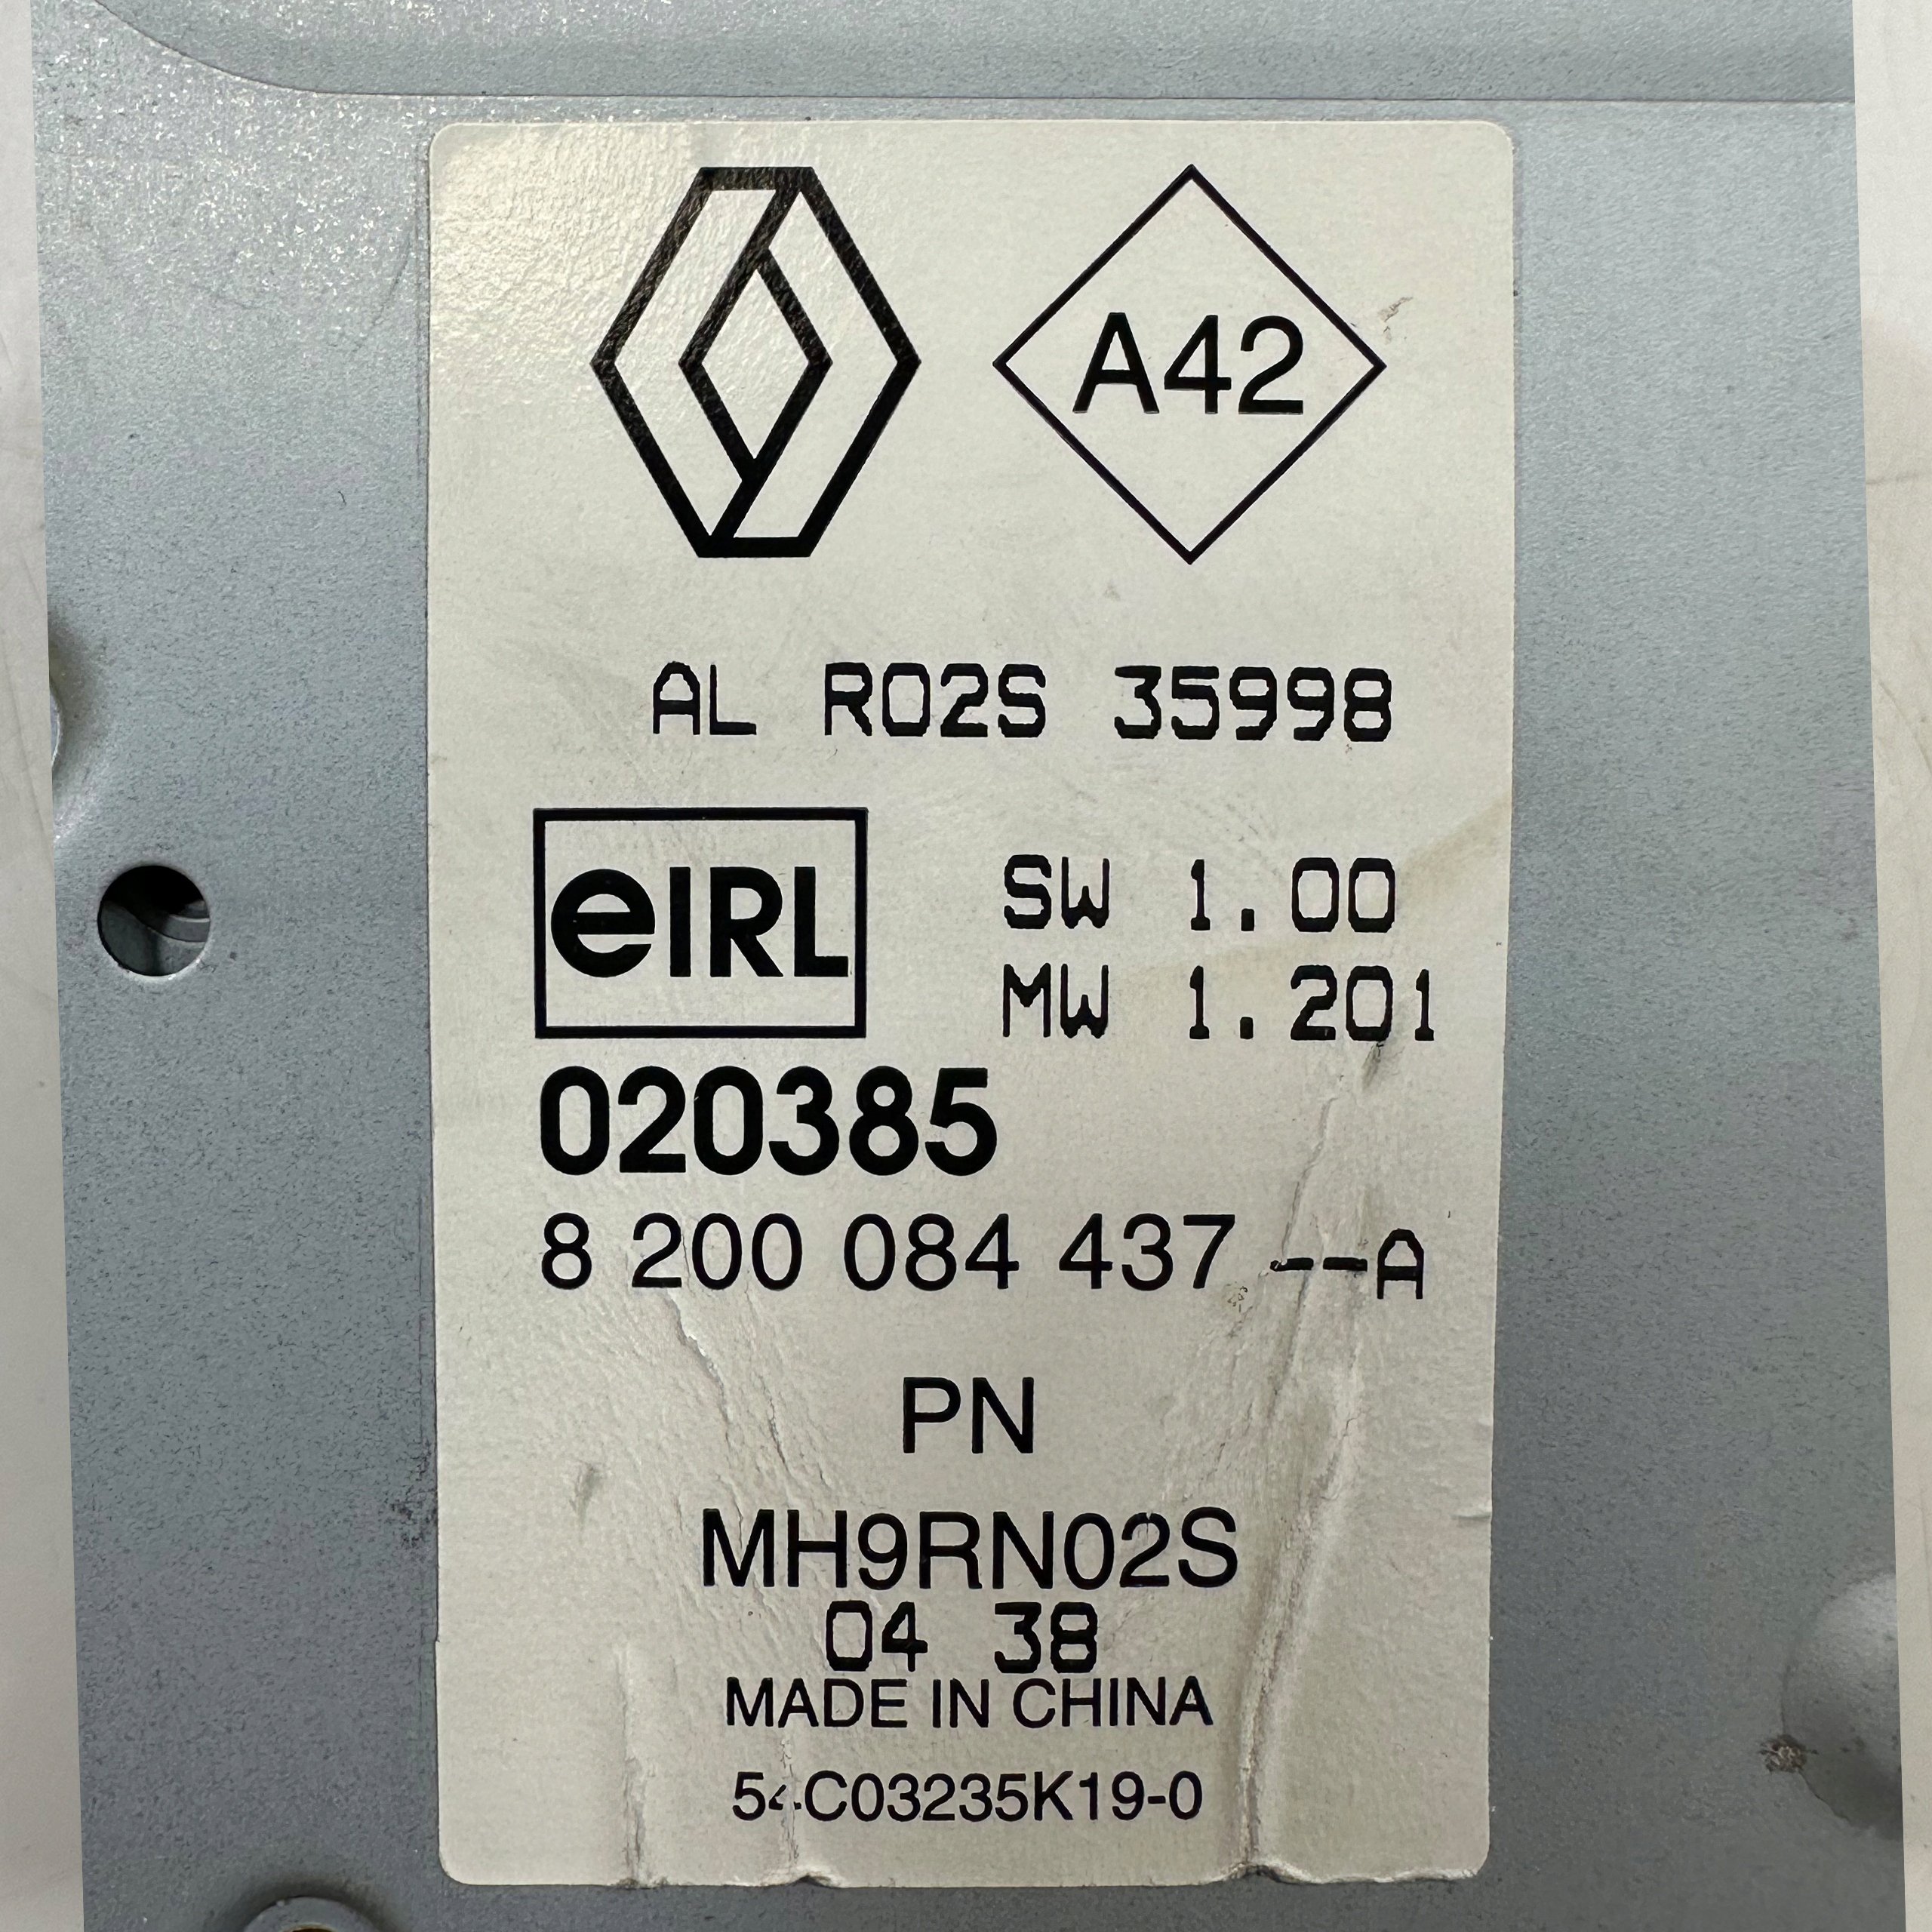 A42
AL R02S 35998
eIRL
SW 1.00
MW 1.201
020385
8 200 084 437 --A
PN
MH9RN02S
04 38
MADE IN CHINA
54C03235K19-0